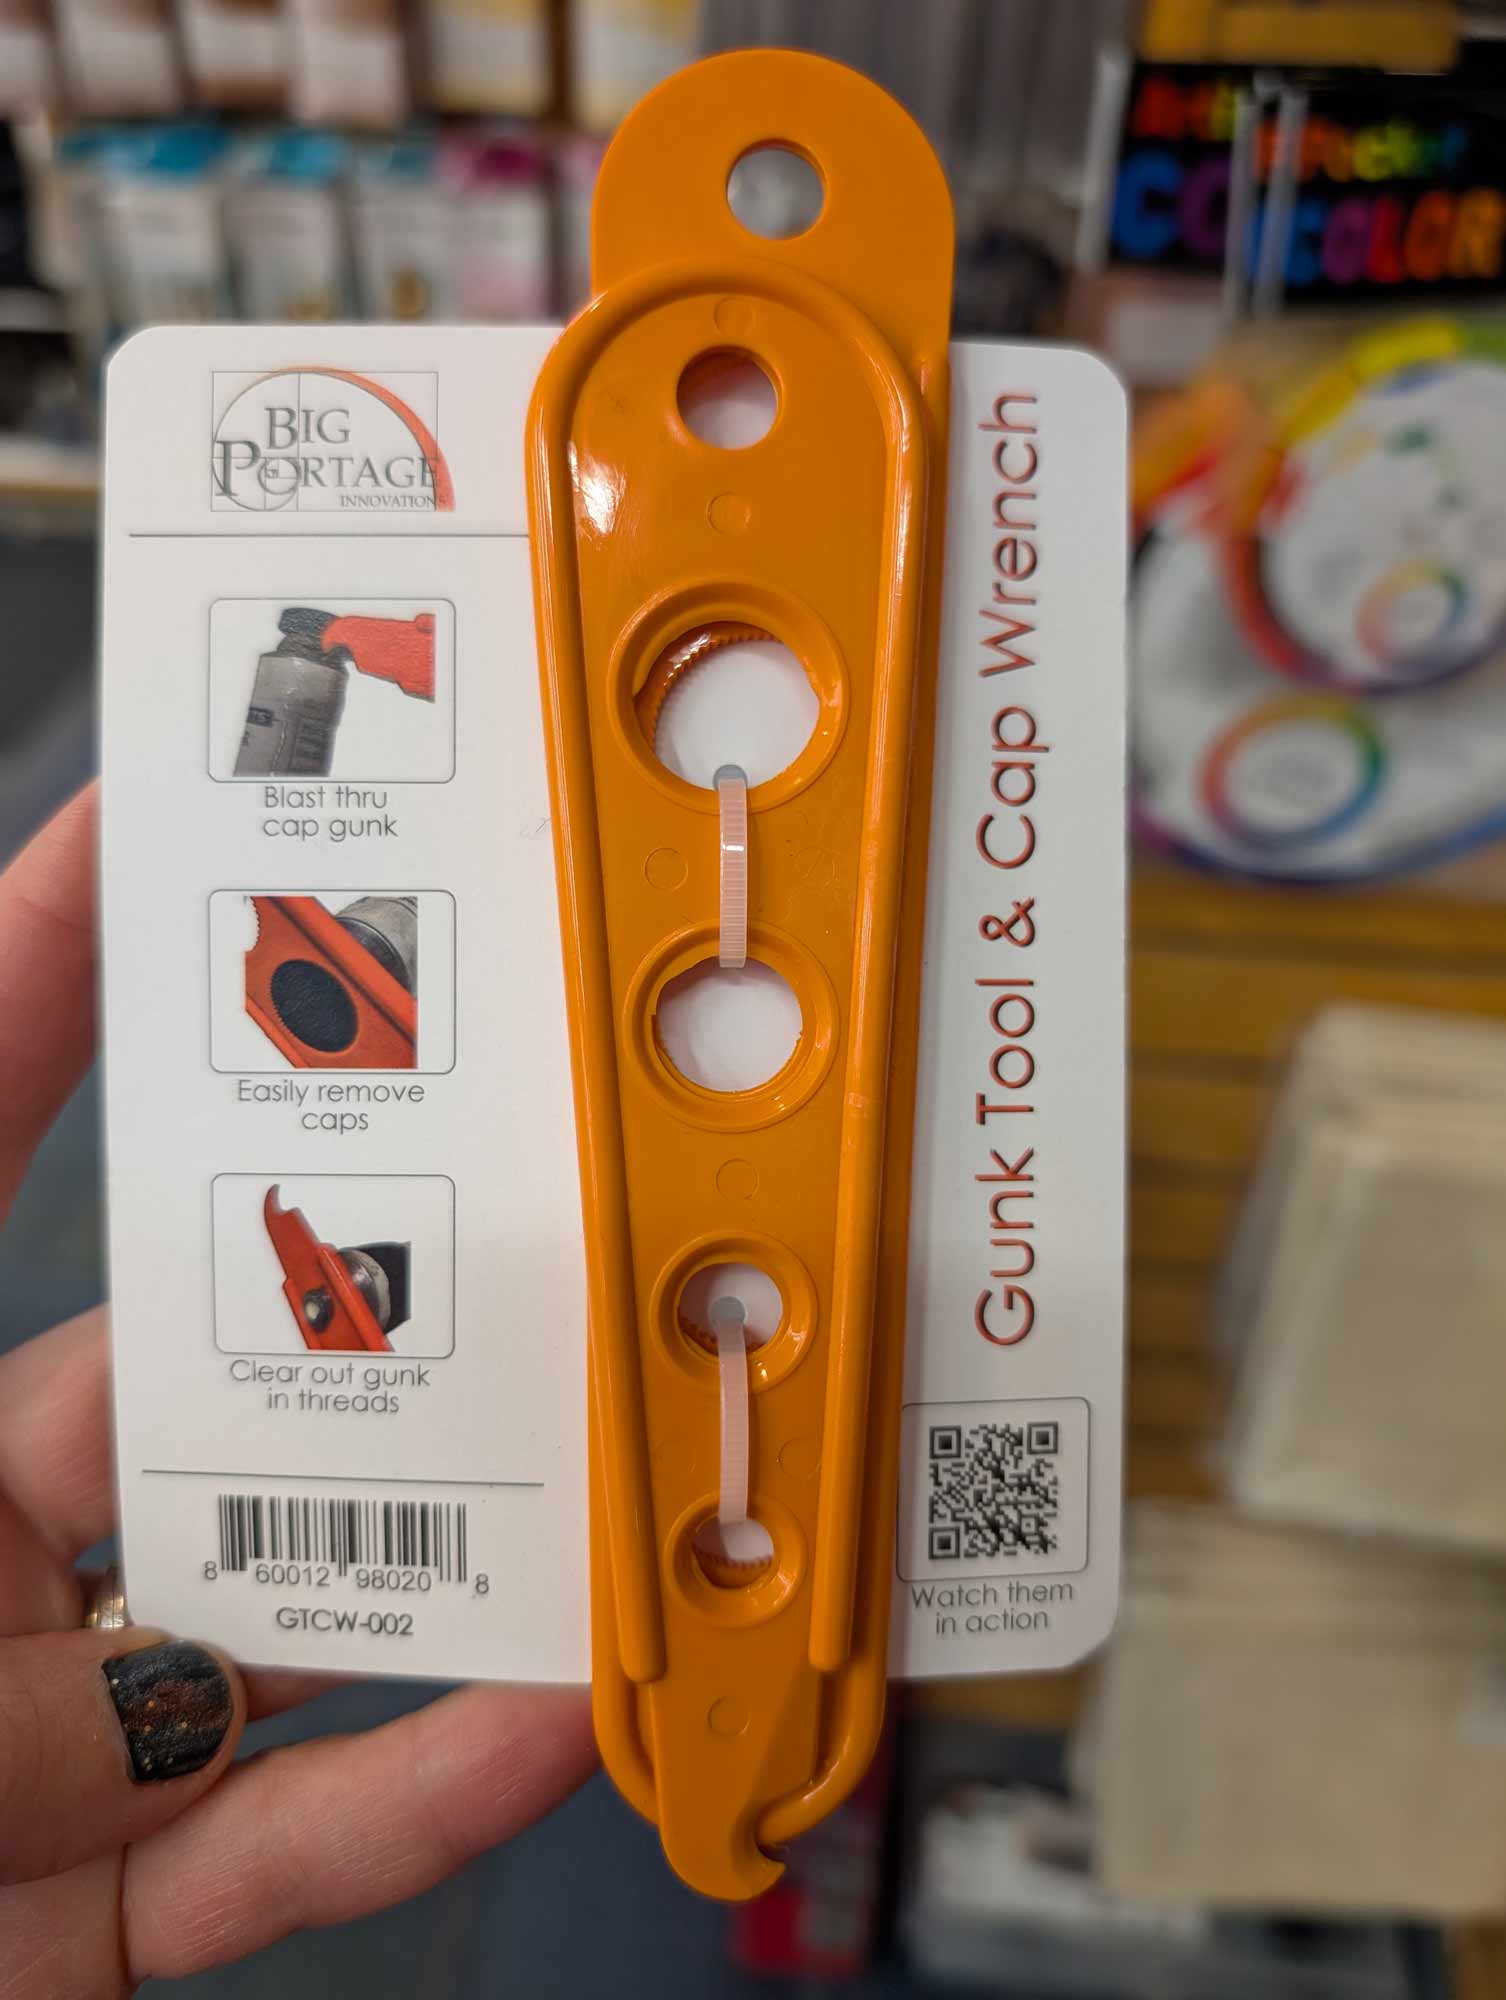 BIG
PORTAGE
INNOVATIONS
Blast thru
cap gunk
Easily remove
caps
Clear out gunk
in threads
8 60012 98020 8
GTCW-002
Gunk Tool & Cap Wrench
Watch them
in action
COLOR